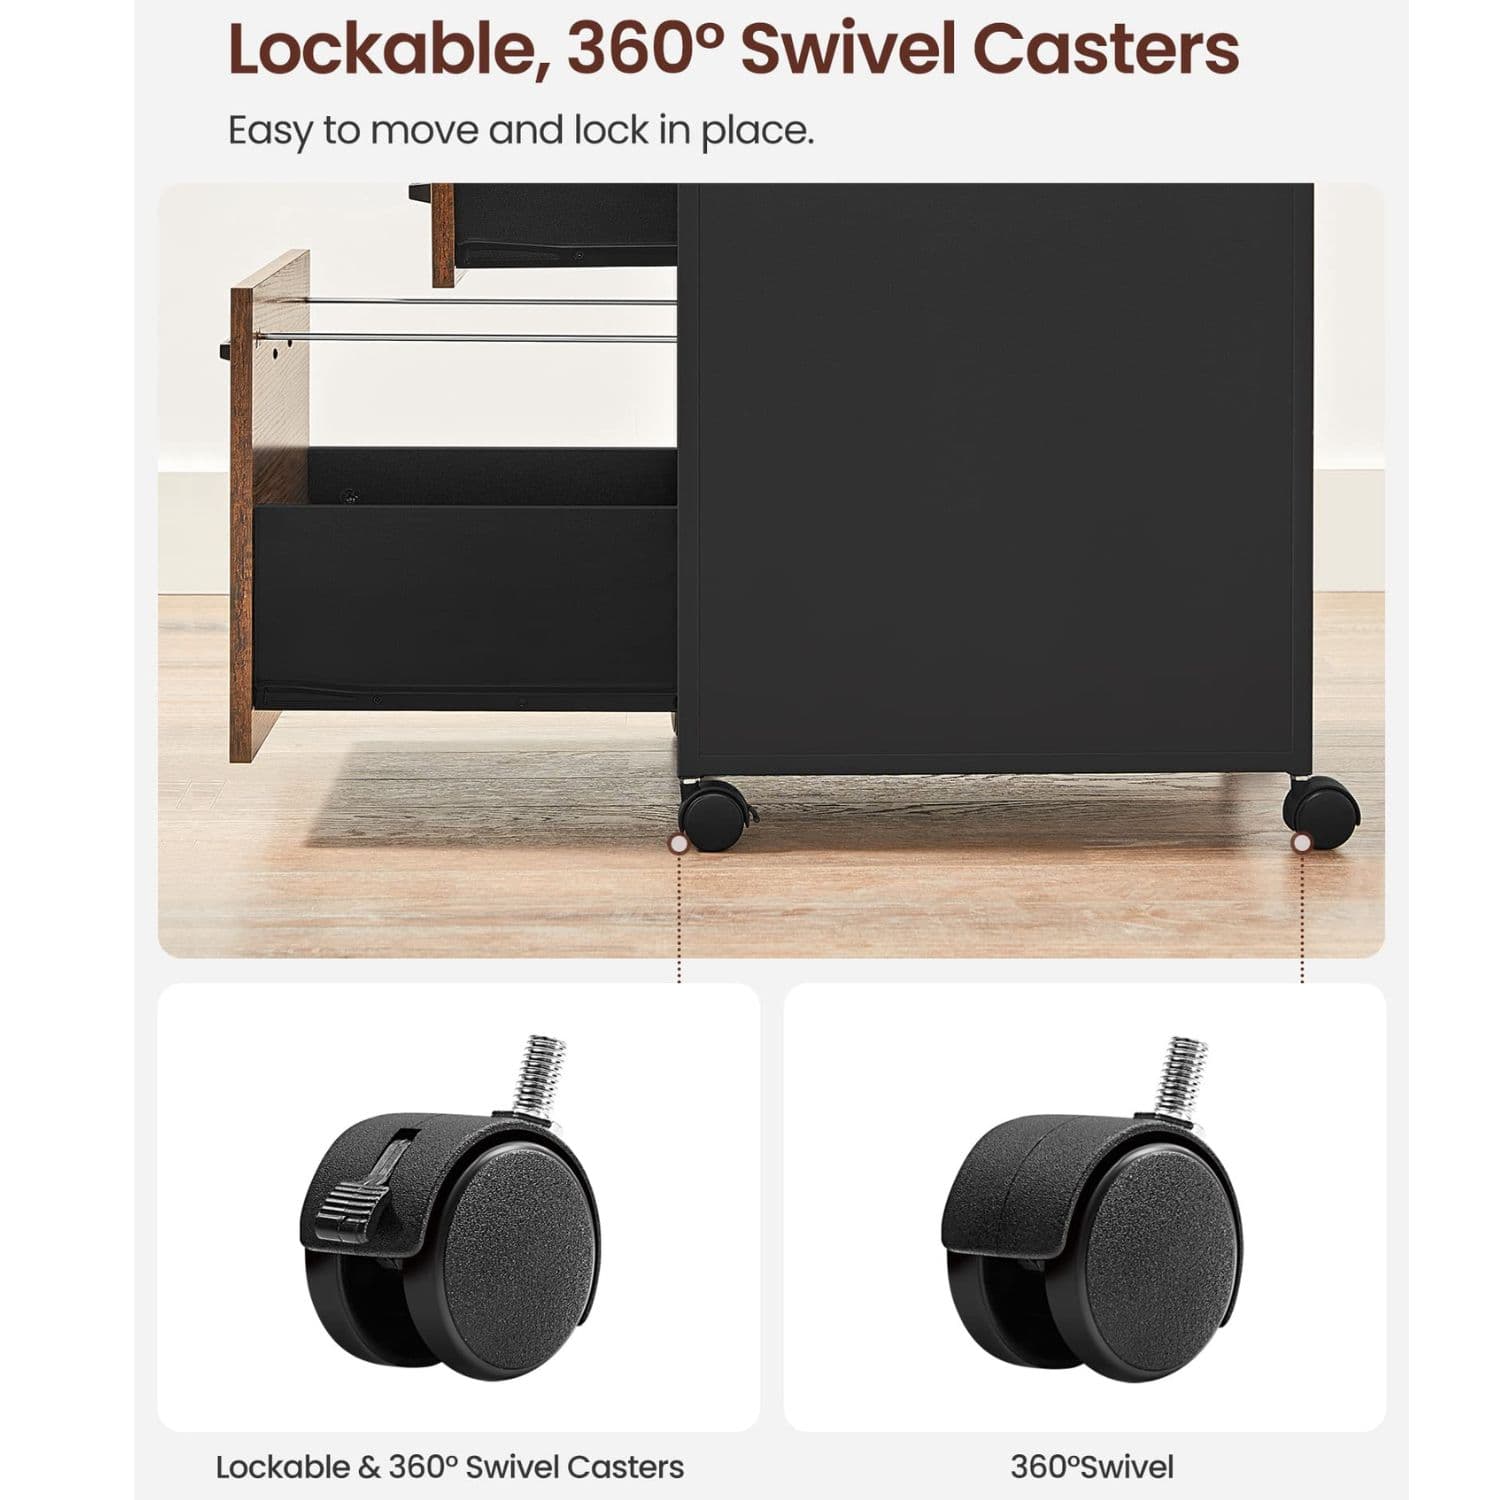 Lockable, 360° Swivel Casters
Easy to move and lock in place.
Lockable & 360° Swivel Casters
360°Swivel